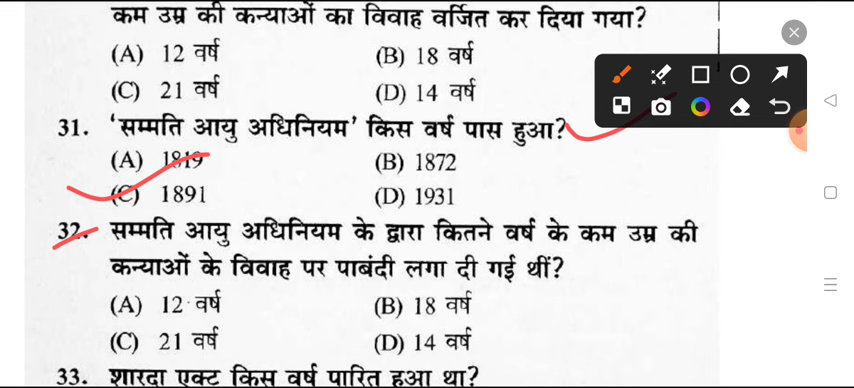 कम उम्र की कन्याओं का विवाह वर्जित कर दिया गया?
(A) 12 वर्ष (B) 18 वर्ष
(C) 21 वर्ष (D) 14 वर्ष
31. ‘सम्मति आयु अधिनियम’ किस वर्ष पास हुआ?
(A) 1819 (B) 1872
(C) 1891 (D) 1931
32. सम्मति आयु अधिनियम के द्वारा कितने वर्ष के कम उम्र की
कन्याओं के विवाह पर पाबंदी लगा दी गई थीं?
(A) 12 वर्ष (B) 18 वर्ष
(C) 21 वर्ष (D) 14 वर्ष
33. शारदा एक्ट किस वर्ष पारित हुआ था?